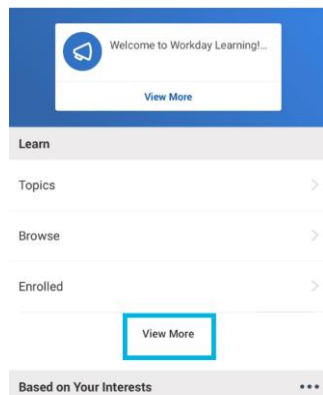 Welcome to Workday Learning!...
View More
Learn
Topics
Browse
Enrolled
View More
Based on Your Interests